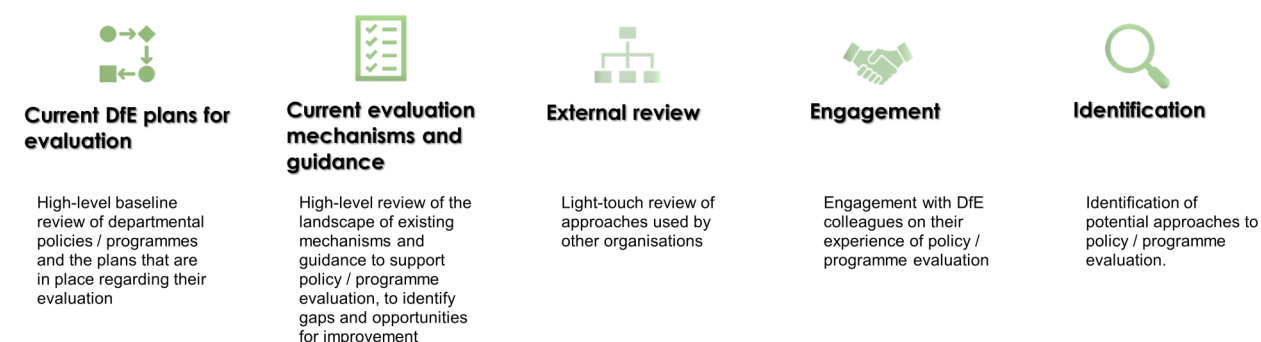 Current DfE plans for
evaluation
High-level baseline
review of departmental
policies / programmes
and the plans that are
in place regarding their
evaluation
Current evaluation
mechanisms and
guidance
High-level review of the
landscape of existing
mechanisms and
guidance to support
policy / programme
evaluation, to identify
gaps and opportunities
for improvement
External review
Light-touch review of
approaches used by
other organisations
Engagement
Engagement with DfE
colleagues on their
experience of policy /
programme evaluation
Identification
Identification of
potential approaches to
policy / programme
evaluation.